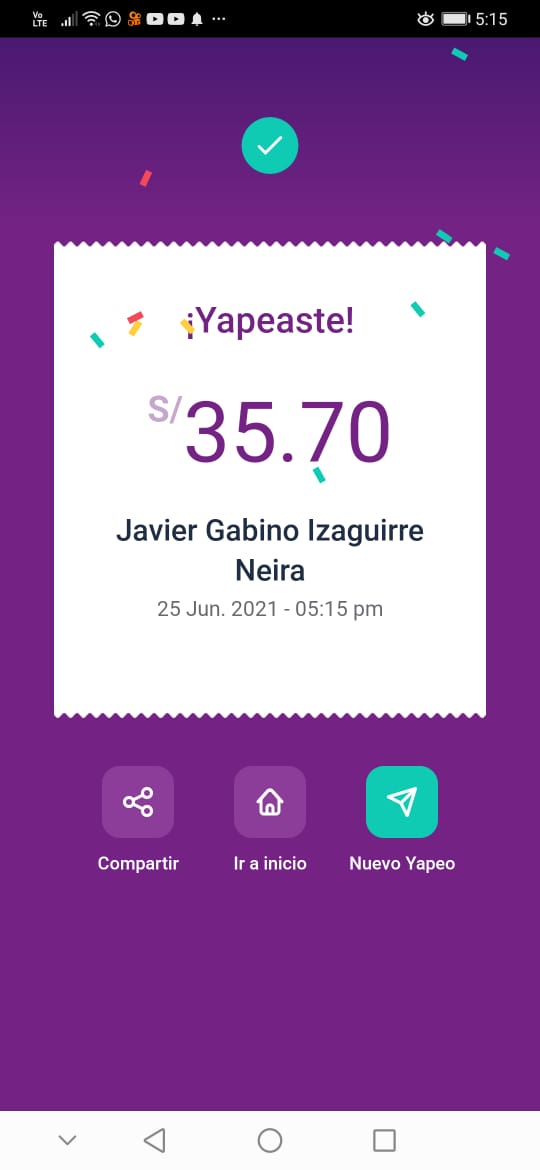 Vo
LTE
5:15
¡Yapeaste!
S/35.70
Javier Gabino Izaguirre
Neira
25 Jun. 2021 - 05:15 pm
Compartir
Ir a inicio
Nuevo Yapeo